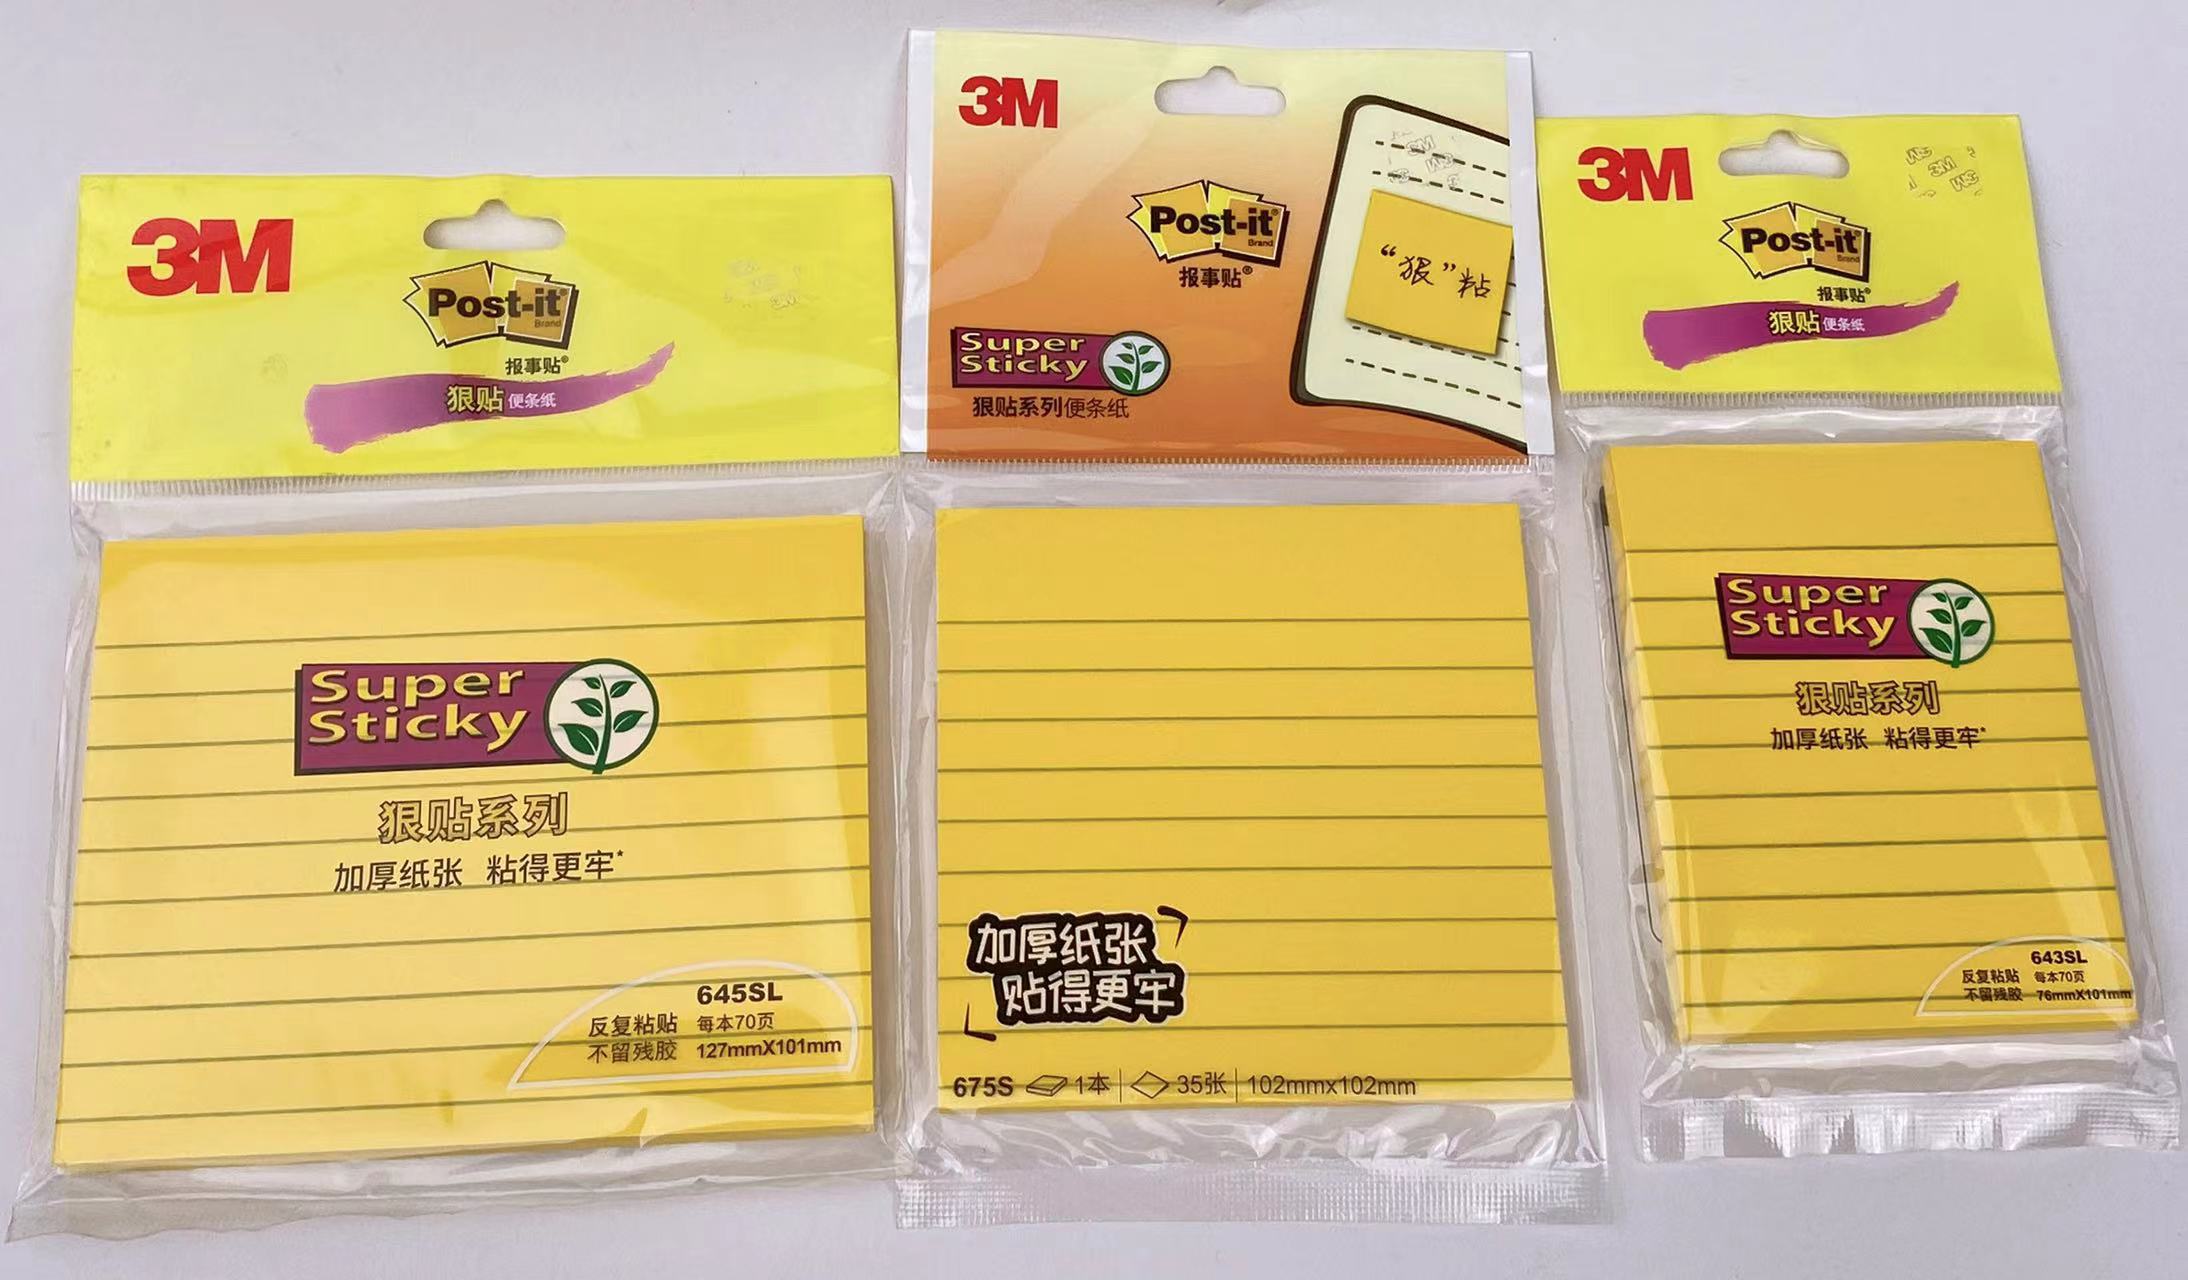 3M
Post-it®
Brand
报事贴®
狠贴便条纸
Super
Sticky
狠贴系列
加厚纸张 粘得更牢*
645SL
反复粘贴 每本70页
不留残胶 127mmX101mm
3M
Post-it®
Brand
报事贴®
“狠”粘
Super
Sticky
狠贴系列便条纸
加厚纸张
贴得更牢
675S 1本 35张 102mmx102mm
3M
Post-it®
Brand
报事贴®
狠贴便条纸
Super
Sticky
狠贴系列
加厚纸张 粘得更牢*
643SL
反复粘贴 每本70页
不留残胶 76mmX101mm
3M
3M
3M
3M